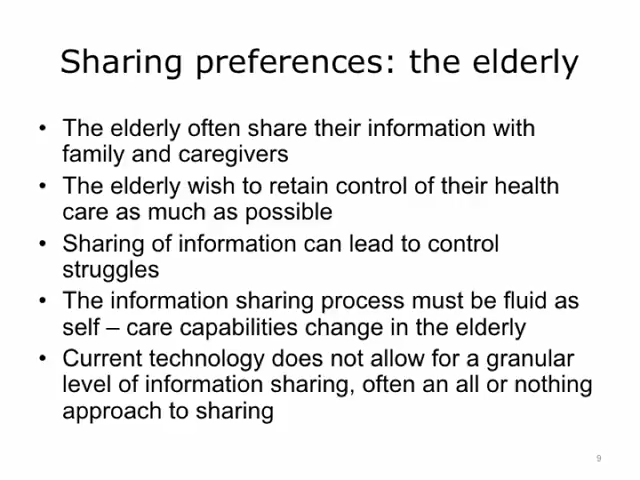 Sharing preferences: the elderly
• The elderly often share their information with
family and caregivers
• The elderly wish to retain control of their health
care as much as possible
• Sharing of information can lead to control
struggles
• The information sharing process must be fluid as
self – care capabilities change in the elderly
• Current technology does not allow for a granular
level of information sharing, often an all or nothing
approach to sharing
9